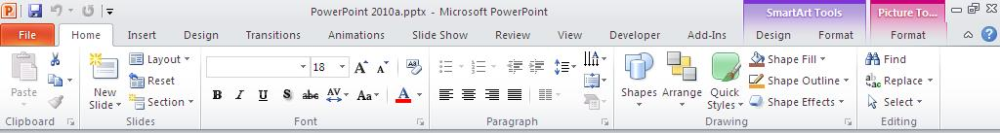 PowerPoint 2010a.pptx - Microsoft PowerPoint
SmartArt Tools
Picture To...
File Home Insert Design Transitions Animations Slide Show Review View Developer Add-Ins Design Format Format
Paste
New Slide
Layout
Reset
Section
18
A A
B I U S abc AV Aa A
Shapes
Arrange
Quick Styles
Shape Fill
Shape Outline
Shape Effects
Find
Replace
Select
Clipboard Slides Font Paragraph Drawing Editing